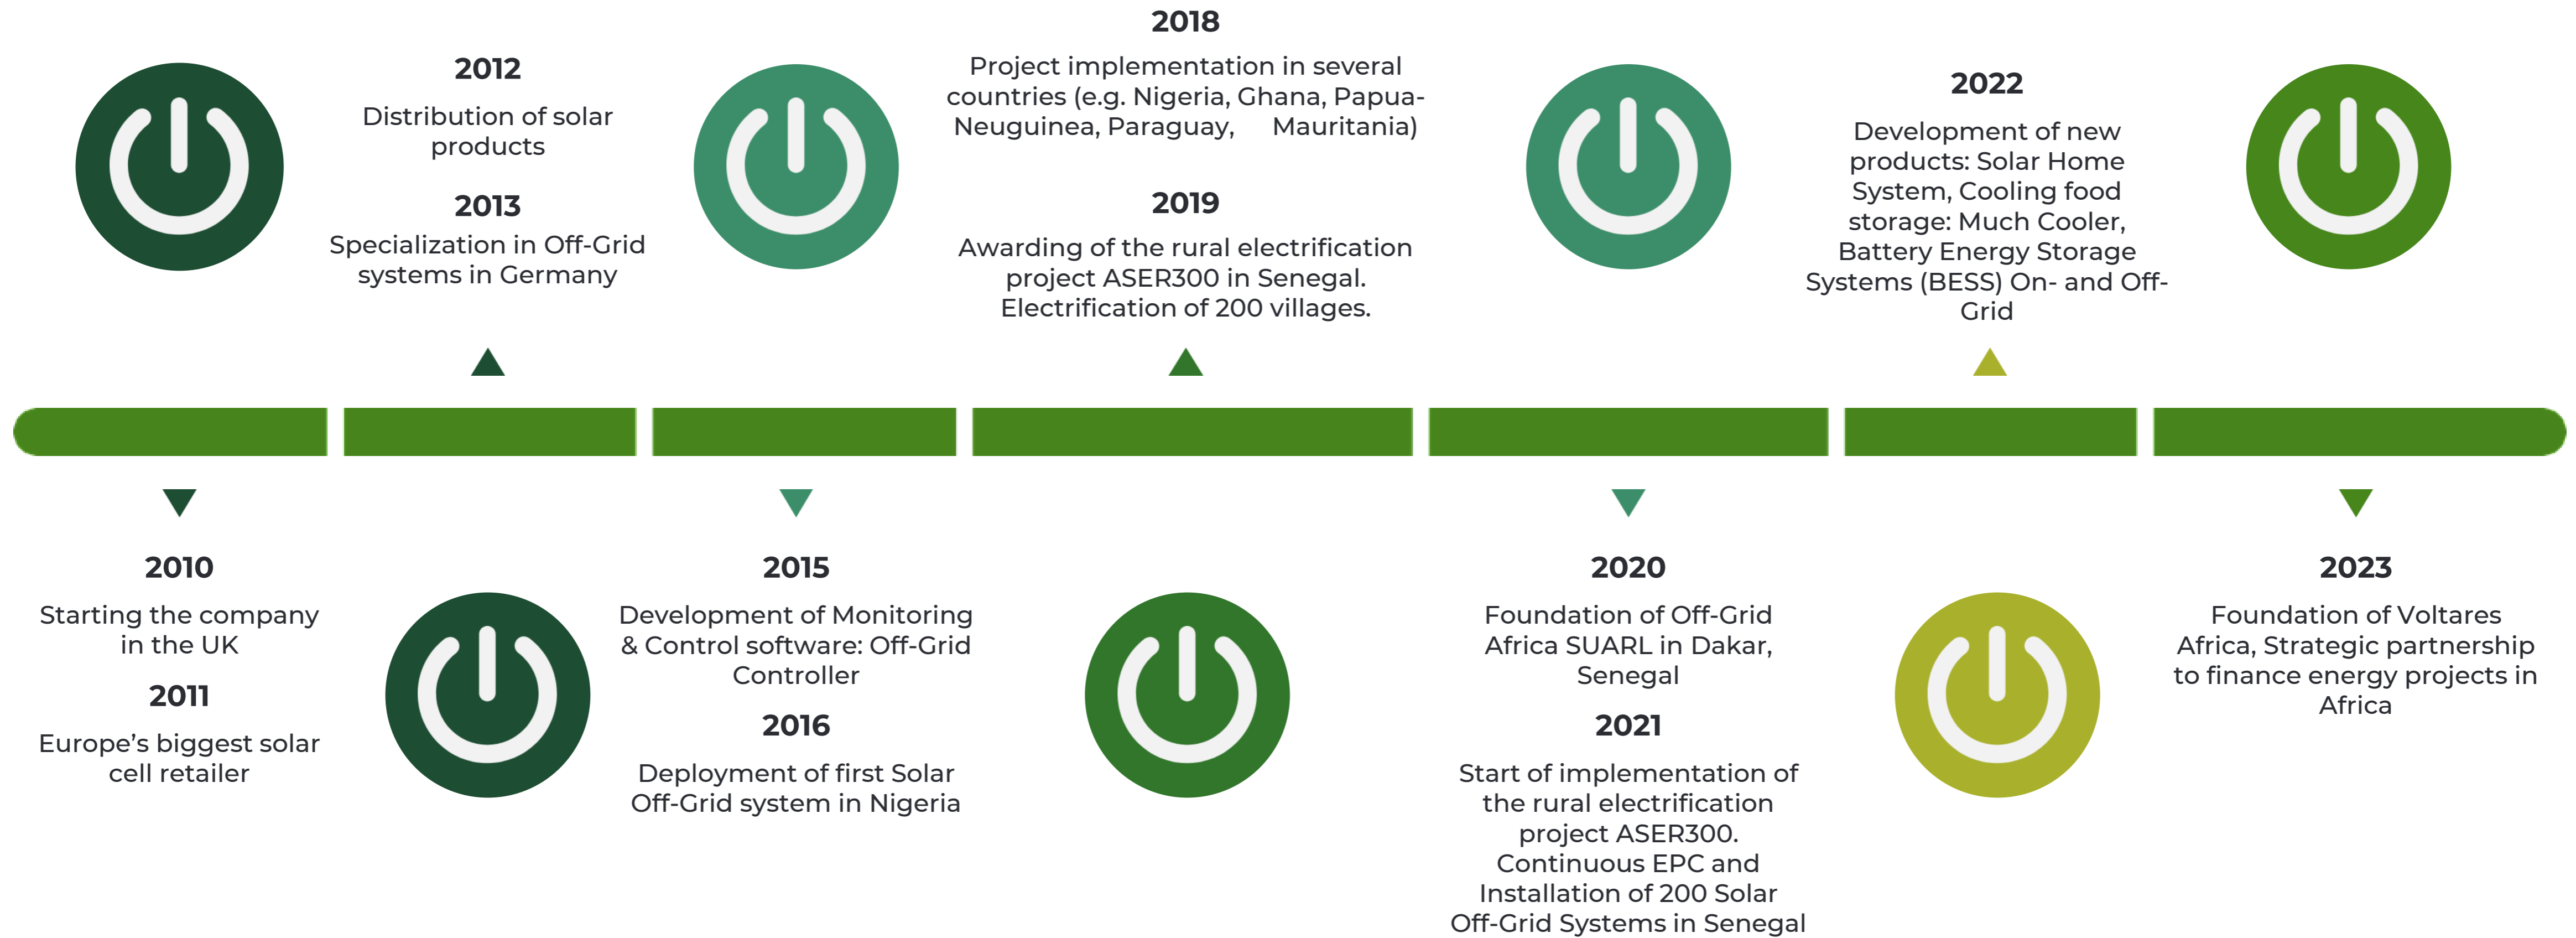 2010
Starting the company
in the UK
2011
Europe’s biggest solar
cell retailer
2012
Distribution of solar
products
2013
Specialization in Off-Grid
systems in Germany
2015
Development of Monitoring
& Control software: Off-Grid
Controller
2016
Deployment of first Solar
Off-Grid system in Nigeria
2018
Project implementation in several
countries (e.g. Nigeria, Ghana, Papua-
Neuguinea, Paraguay, Mauritania)
2019
Awarding of the rural electrification
project ASER300 in Senegal.
Electrification of 200 villages.
2020
Foundation of Off-Grid
Africa SUARL in Dakar,
Senegal
2021
Start of implementation of
the rural electrification
project ASER300.
Continuous EPC and
Installation of 200 Solar
Off-Grid Systems in Senegal
2022
Development of new
products: Solar Home
System, Cooling food
storage: Much Cooler,
Battery Energy Storage
Systems (BESS) On- and Off-
Grid
2023
Foundation of Voltares
Africa, Strategic partnership
to finance energy projects in
Africa